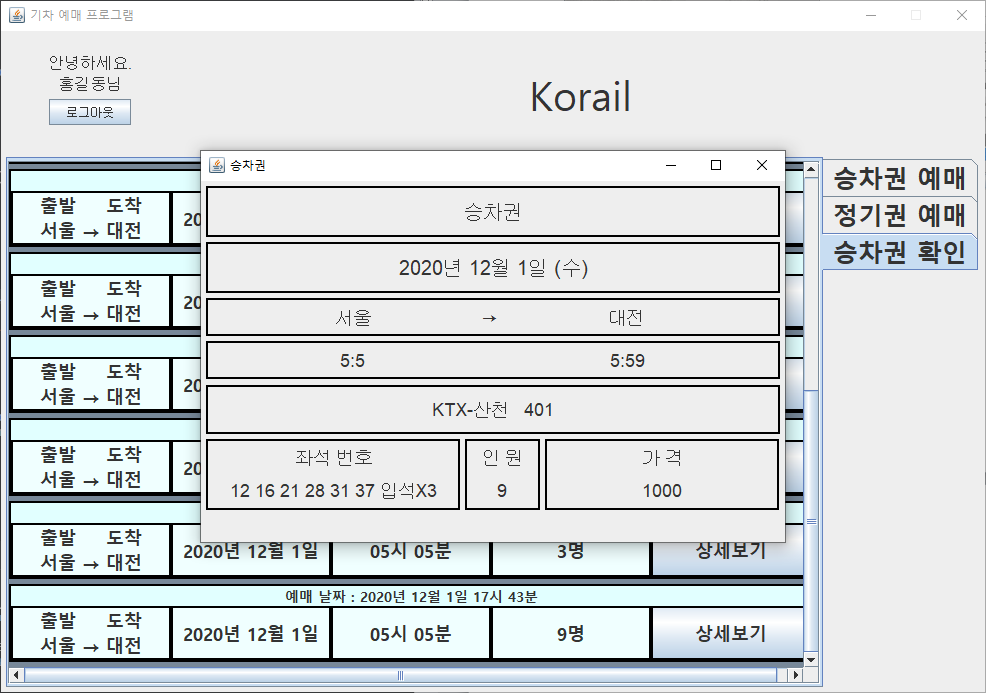 기차 예매 프로그램
안녕하세요.
홍길동님
로그아웃
Korail
승차권 예매
정기권 예매
승차권 확인
승차권
승차권
2020년 12월 1일 (수)
서울 → 대전
5:5 5:59
KTX-산천 401
좌석 번호 인 원 가 격
12 16 21 28 31 37 입석X3 9 1000
출발 도착
서울 → 대전
20
출발 도착
서울 → 대전
20
출발 도착
서울 → 대전
20
출발 도착
서울 → 대전
20
출발 도착
서울 → 대전
2020년 12월 1일 05시 05분 3명 상세보기
예매 날짜 : 2020년 12월 1일 17시 43분
출발 도착
서울 → 대전
2020년 12월 1일 05시 05분 9명 상세보기